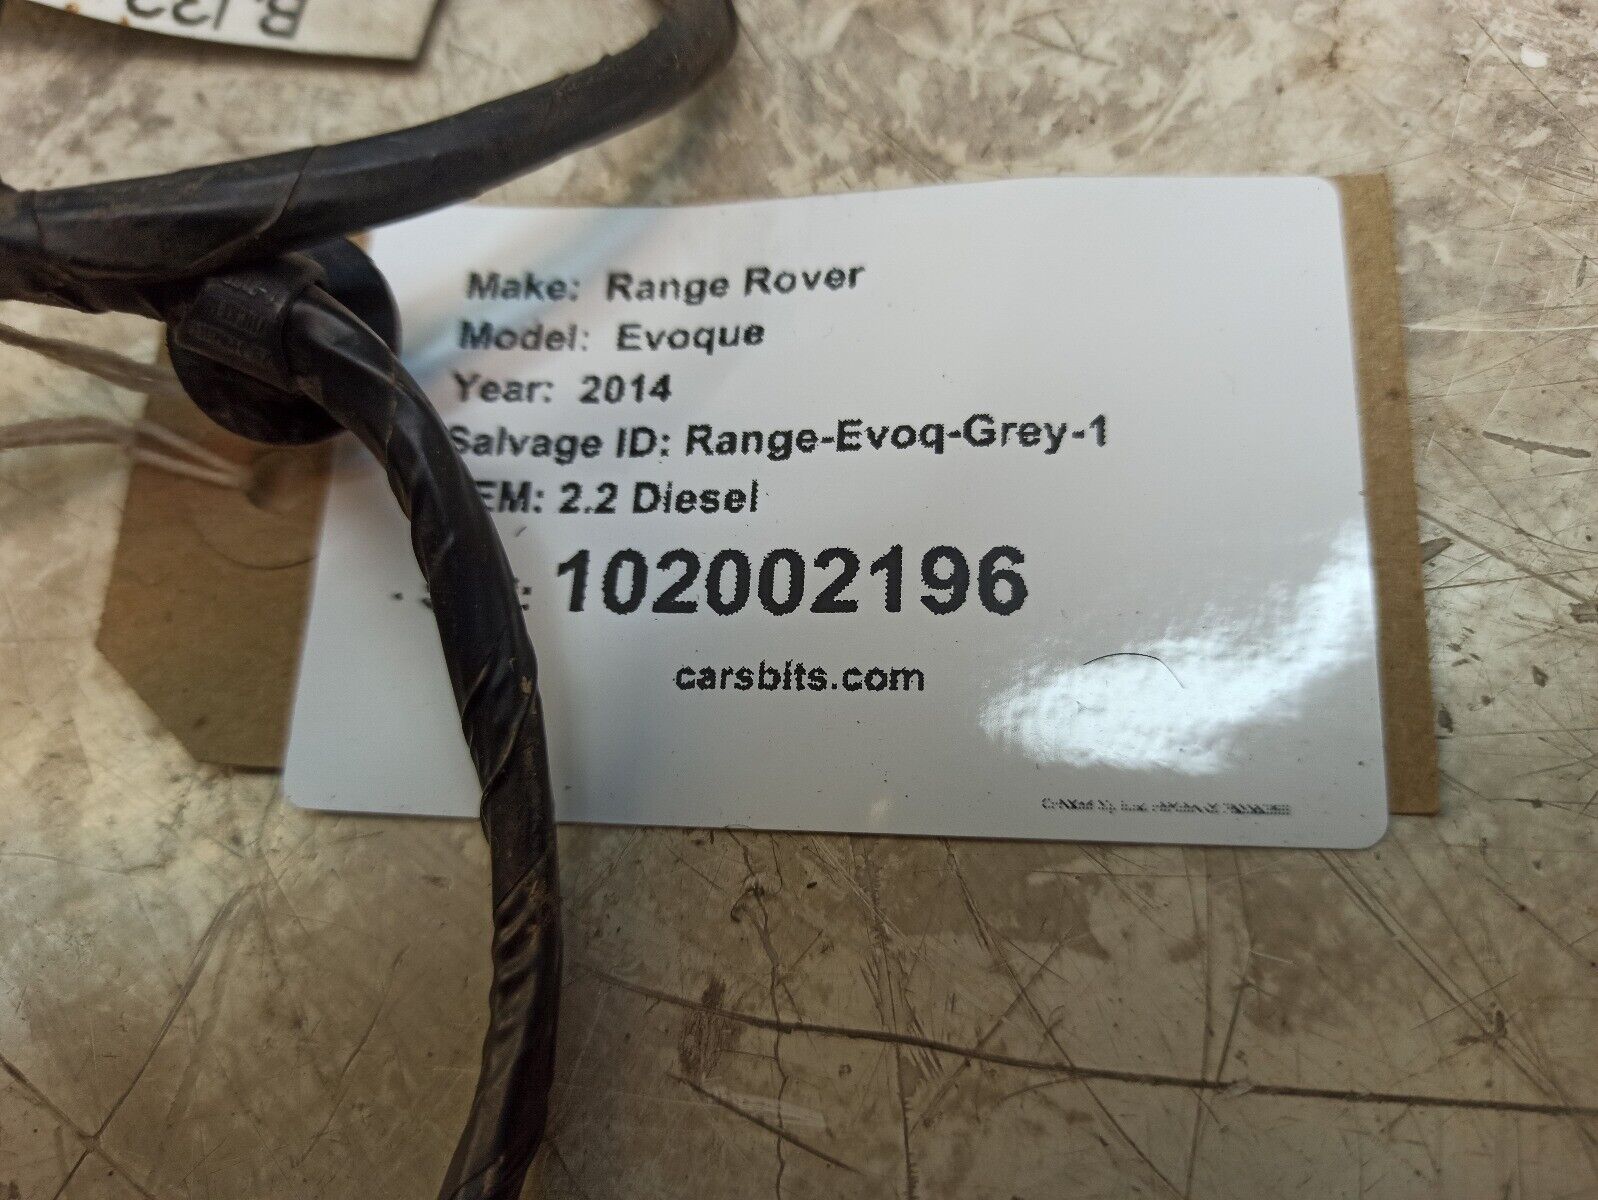 B.J32
Make: Range Rover
Model: Evoque
Year: 2014
Salvage ID: Range-Evoq-Grey-1
EM: 2.2 Diesel
: 102002196
carsbits.com